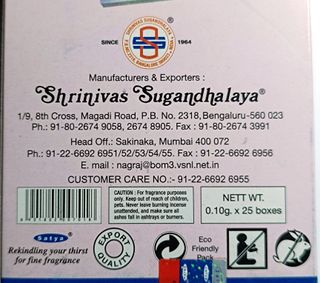 SINCE 1964
Manufacturers & Exporters :
Shrinivas Sugandhalaya®
1/9, 8th Cross, Magadi Road, P.B. No. 2318, Bengaluru-560 023
Ph.: 91-80-2674 9058, 2674 8905. Fax : 91-80-2674 3991
Head Off.: Sakinaka, Mumbai 400 072
Ph.: 91-22-6692 6951/52/53/54/55. Fax : 91-22-6692 6956
E. mail : nagraj@bom3.vsnl.net.in
CUSTOMER CARE NO.: 91-22-6692 6955
CAUTION : For fragrance purposes
only. Keep out of reach of children,
pets. Never leave burning incense
unattended, and make sure all
ashes fall in ashtrays or burners.
NETT WT.
0.10g. x 25 boxes
Satya
Rekindling your thirst
for fine fragrance
EXPORT QUALITY
Eco
Friendly
Pack